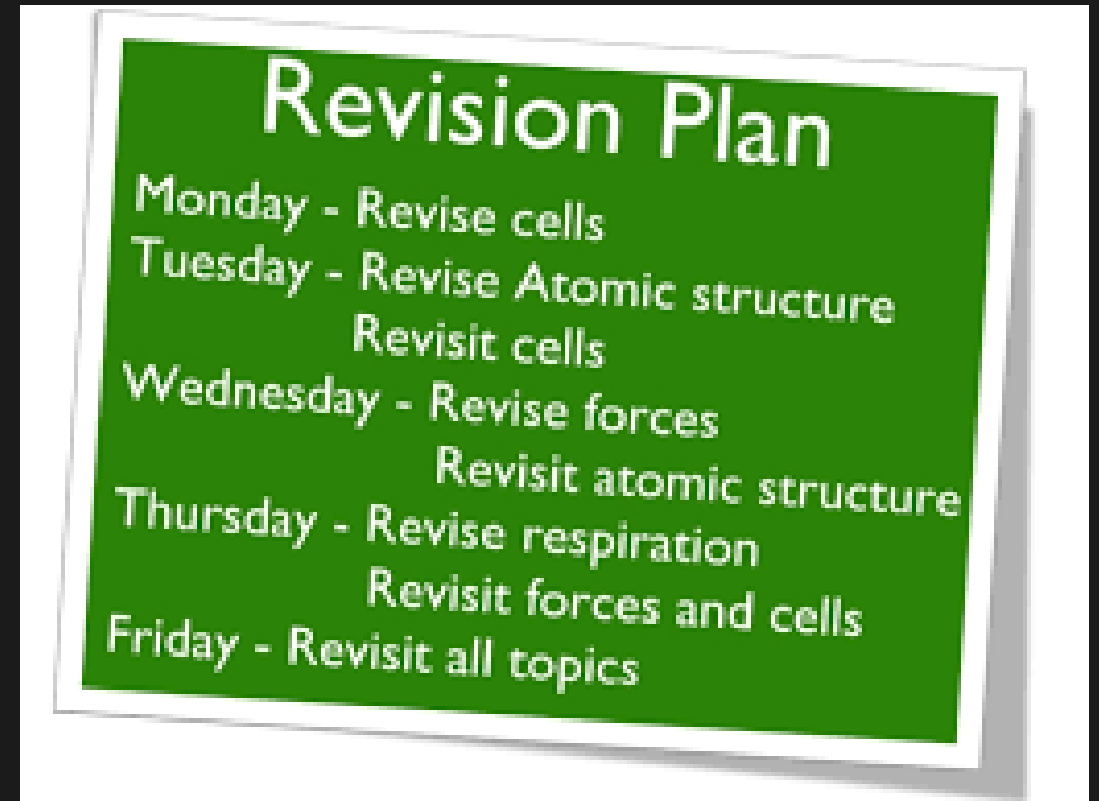 Revision Plan
Monday - Revise cells
Tuesday - Revise Atomic structure
Revisit cells
Wednesday - Revise forces
Revisit atomic structure
Thursday - Revise respiration
Revisit forces and cells
Friday - Revisit all topics